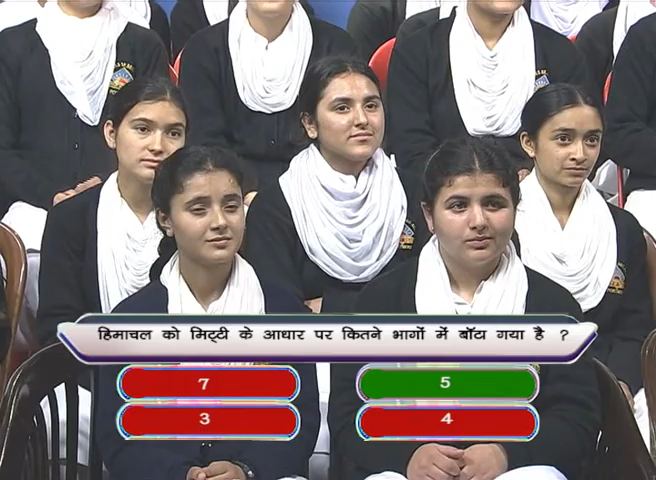 हिमाचल को मिट्टी के आधार पर कितने भागों में बॉटा गया है ?
7
5
3
4